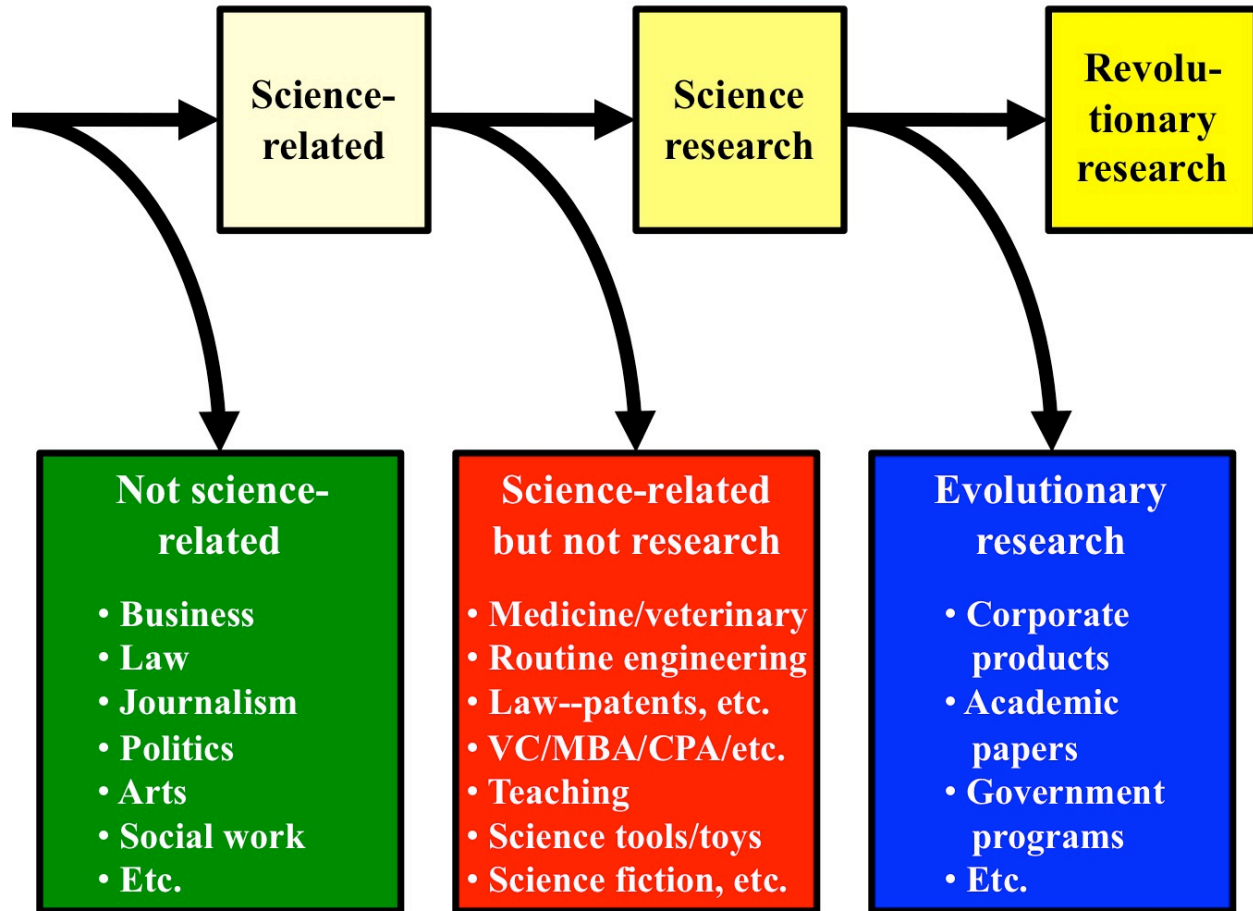 Science-
related
Science
research
Revolu-
tionary
research
Not science-
related
• Business
• Law
• Journalism
• Politics
• Arts
• Social work
• Etc.
Science-related
but not research
• Medicine/veterinary
• Routine engineering
• Law--patents, etc.
• VC/MBA/CPA/etc.
• Teaching
• Science tools/toys
• Science fiction, etc.
Evolutionary
research
• Corporate
products
• Academic
papers
• Government
programs
• Etc.